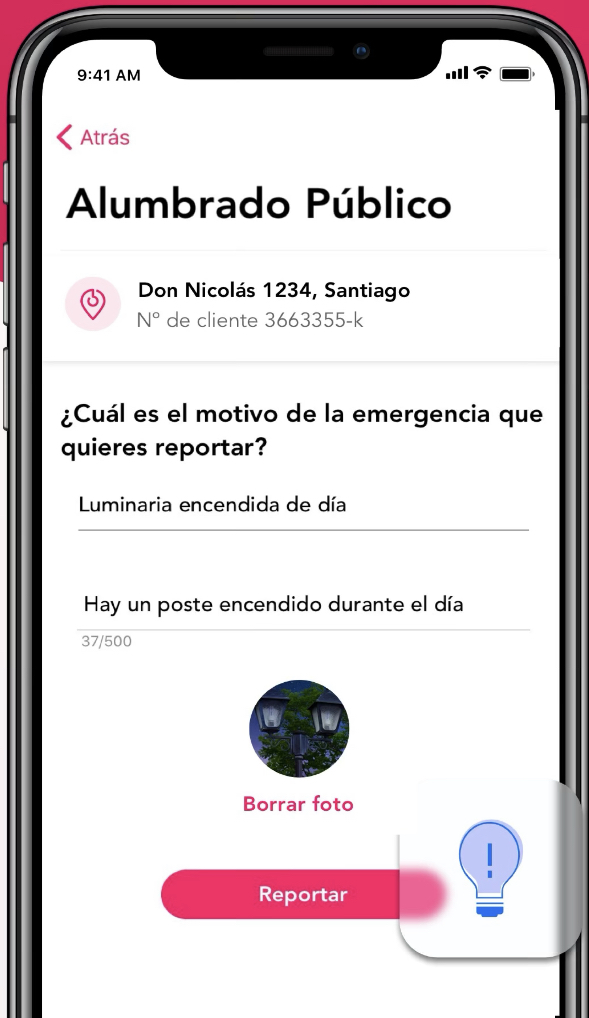 9:41 AM
Atrás
Alumbrado Público
Don Nicolás 1234, Santiago
Nº de cliente 3663355-k
¿Cuál es el motivo de la emergencia que
quieres reportar?
Luminaria encendida de día
Hay un poste encendido durante el día
37/500
Borrar foto
Reportar